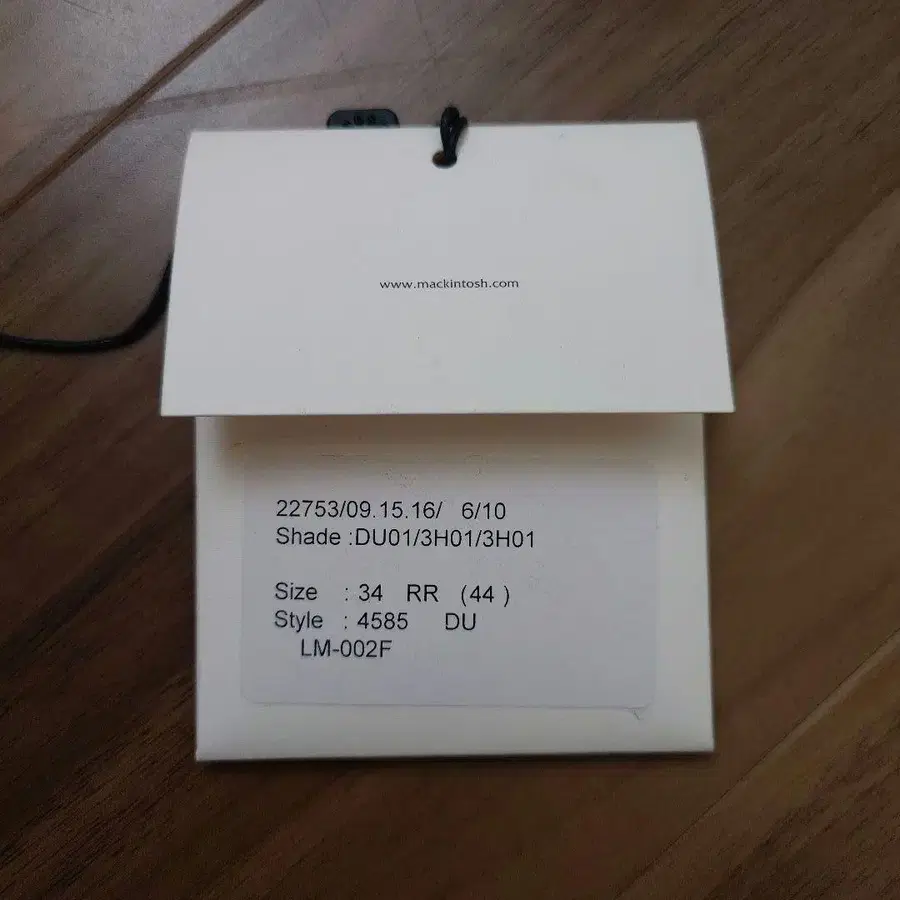 www.mackintosh.com
22753/09.15.16/ 6/10
Shade :DU01/3H01/3H01
Size : 34 RR (44 )
Style : 4585 DU
LM-002F